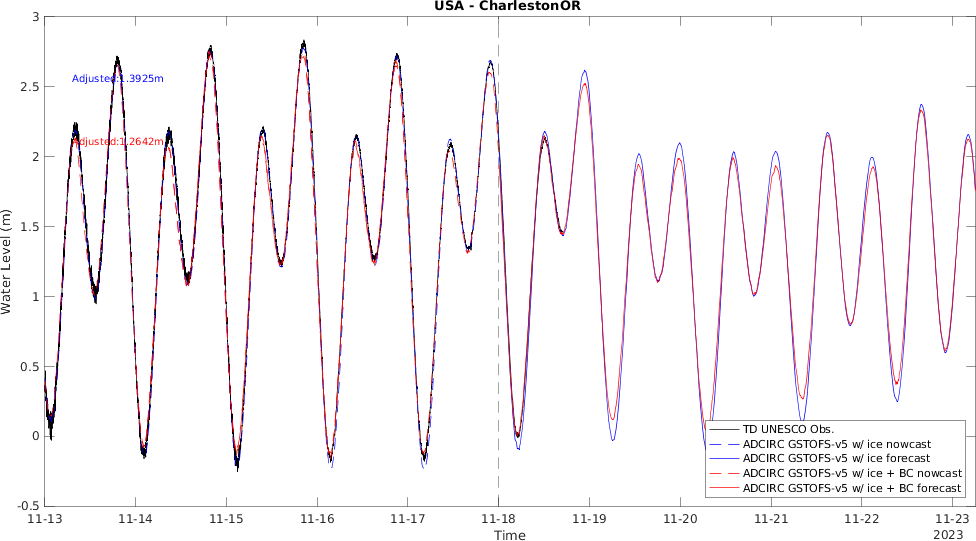 USA - CharlestonOR
3
2.5
2
1.5
1
0.5
0
-0.5
Water Level (m)
Adjusted:1.3925m
Adjusted:1.2642m
TD UNESCO Obs.
ADCIRC GSTOFS-v5 w/ ice nowcast
ADCIRC GSTOFS-v5 w/ ice forecast
ADCIRC GSTOFS-v5 w/ ice + BC nowcast
ADCIRC GSTOFS-v5 w/ ice + BC forecast
11-13 11-14 11-15 11-16 11-17 11-18 11-19 11-20 11-21 11-22 11-23
Time
2023